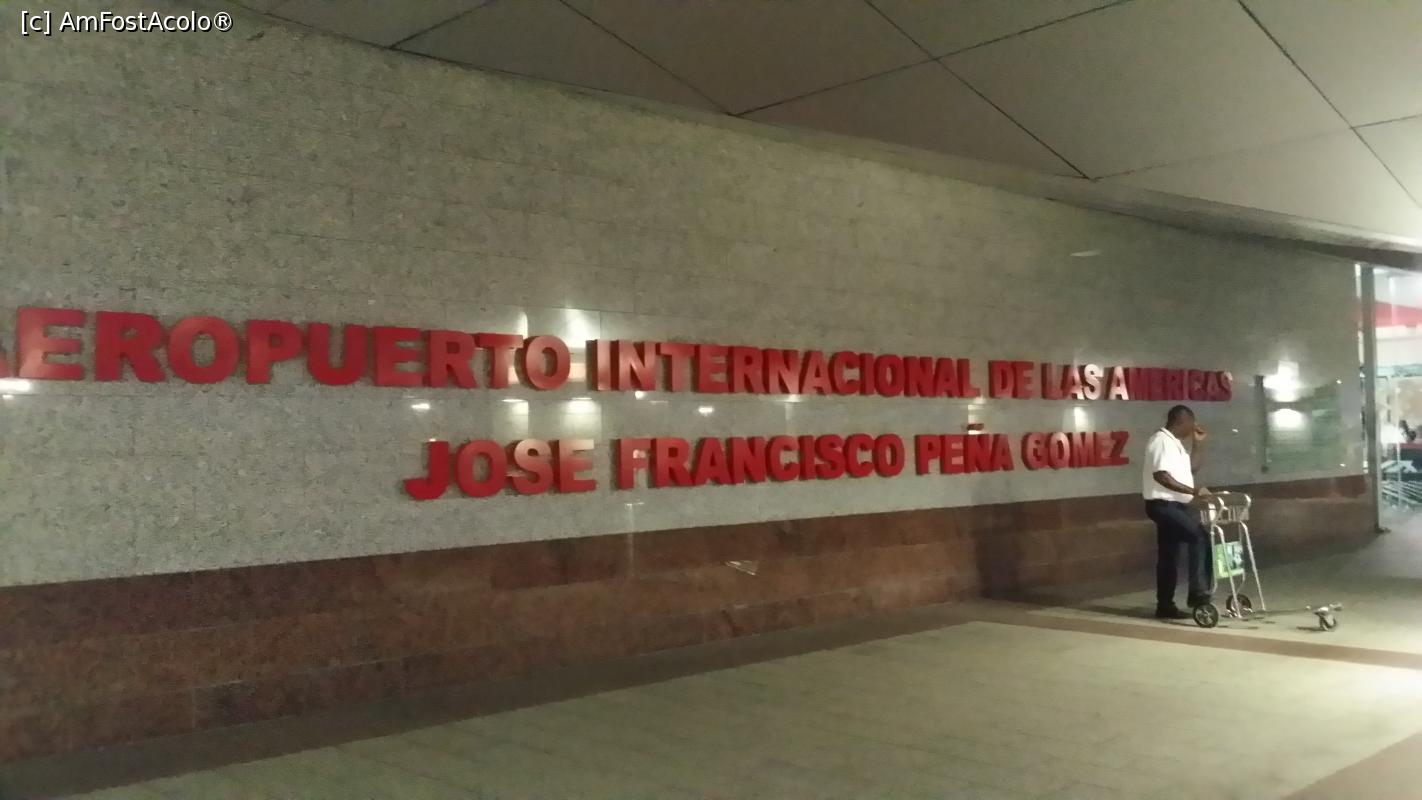 [c] AmFostAcolo®
AEROPUERTO INTERNACIONAL DE LAS AMERICAS
JOSE FRANCISCO PEÑA GOMEZ